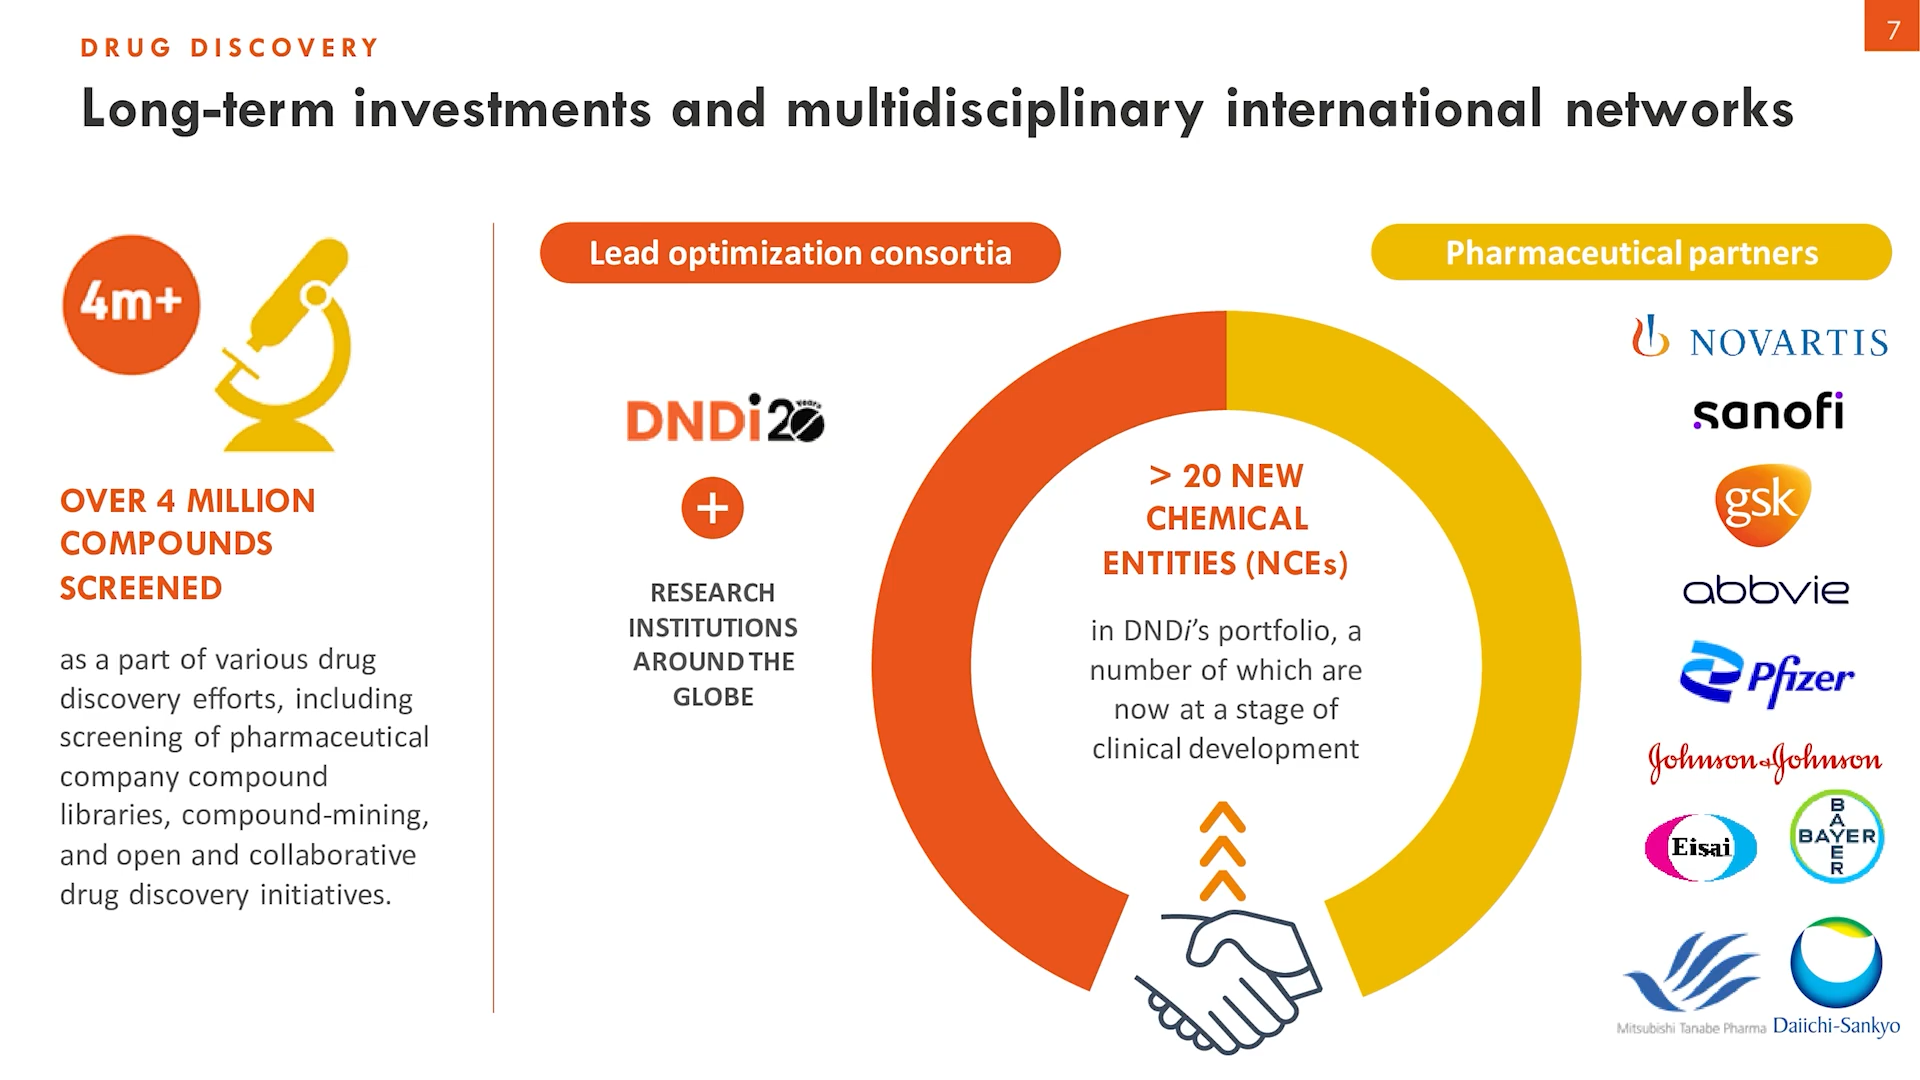 DRUG DISCOVERY
7
Long-term investments and multidisciplinary international networks
4m+
OVER 4 MILLION
COMPOUNDS
SCREENED
as a part of various drug
discovery efforts, including
screening of pharmaceutical
company compound
libraries, compound-mining,
and open and collaborative
drug discovery initiatives.
Lead optimization consortia
DNDi 20 Years
+
RESEARCH
INSTITUTIONS
AROUND THE
GLOBE
> 20 NEW
CHEMICAL
ENTITIES (NCEs)
in DNDi’s portfolio, a
number of which are
now at a stage of
clinical development
Pharmaceutical partners
NOVARTIS
sanofi
gsk
abbvie
Pfizer
Johnson&Johnson
Eisai
BAYER
BAYER
Mitsubishi Tanabe Pharma
Daiichi-Sankyo